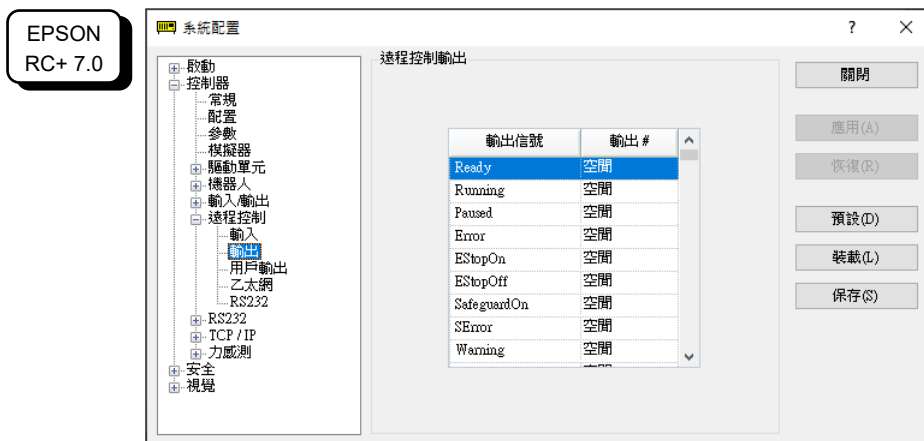 EPSON
RC+ 7.0
系統配置
?
啟動
控制器
常規
配置
參數
模擬器
驅動單元
機器人
輸入/輸出
遠程控制
輸入
輸出
用戶輸出
乙太網
RS232
RS232
TCP / IP
力感測
安全
視覺
遠程控制輸出
輸出信號 輸出 #
Ready 空閒
Running 空閒
Paused 空閒
Error 空閒
EStopOn 空閒
EStopOff 空閒
SafeguardOn 空閒
SError 空閒
Warning 空閒
關閉
應用(A)
恢復(R)
預設(D)
裝載(L)
保存(S)